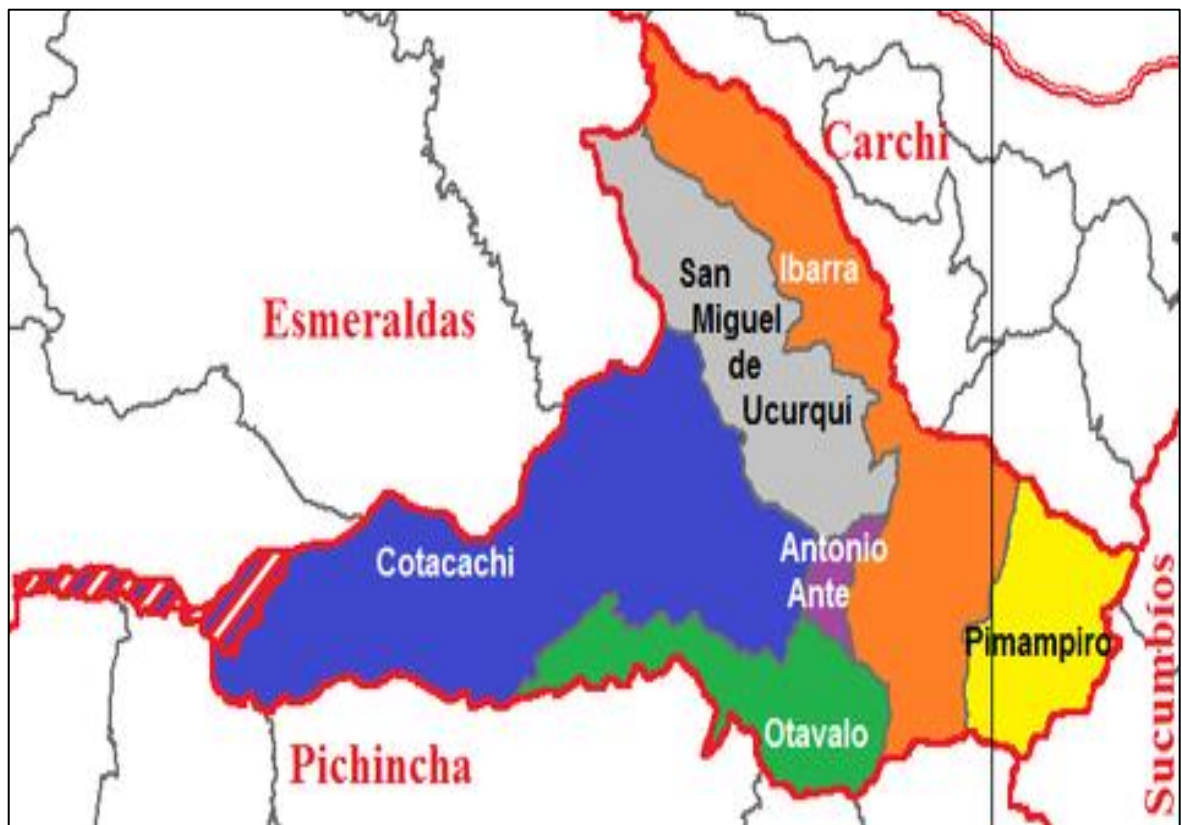 Carchi
Ibarra
San
Miguel
de
Ucurquí
Esmeraldas
Cotacachi
Antonio
Ante
Pimampiro
Otavalo
Pichincha
Sucumbíos